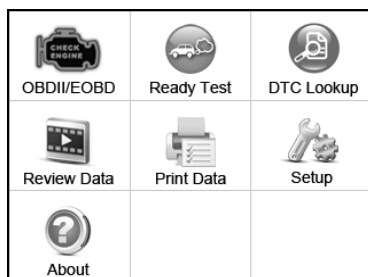 CHECK
ENGINE
OBDII/EOBD
Ready Test
DTC Lookup
Review Data
Print Data
Setup
About